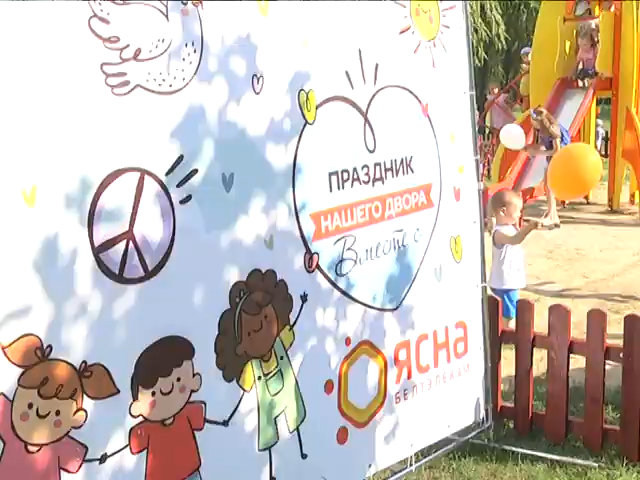 ПРАЗДНИК
НАШЕГО ДВОРА
Вместе с
ЯСНА
БЕЛТЭЛЕКАМ